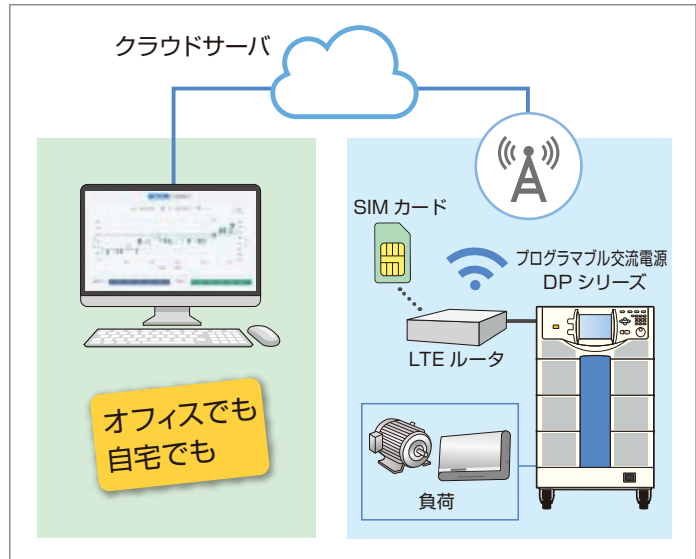 クラウドサーバ
SIM カード
プログラマブル交流電源
DP シリーズ
LTE ルータ
オフィスでも
自宅でも
負荷